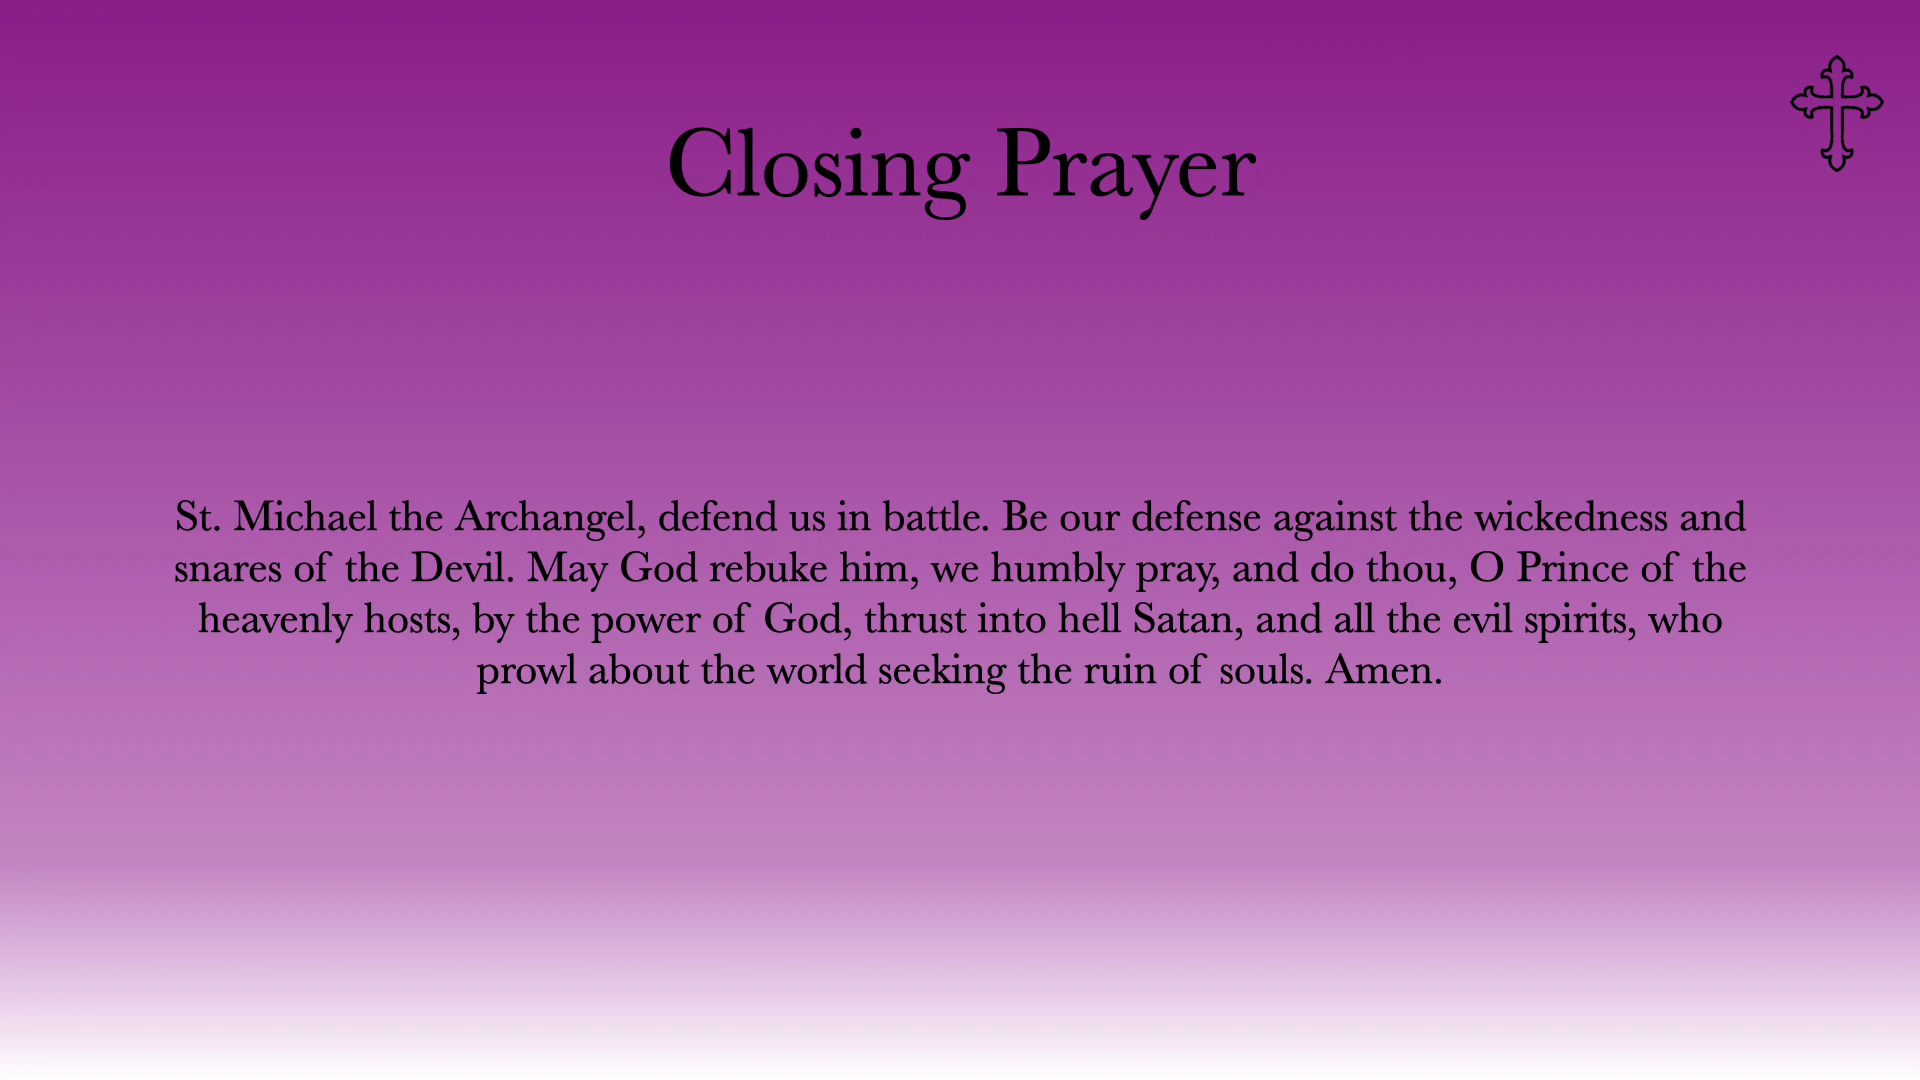 Closing Prayer
St. Michael the Archangel, defend us in battle. Be our defense against the wickedness and
snares of the Devil. May God rebuke him, we humbly pray, and do thou, O Prince of the
heavenly hosts, by the power of God, thrust into hell Satan, and all the evil spirits, who
prowl about the world seeking the ruin of souls. Amen.